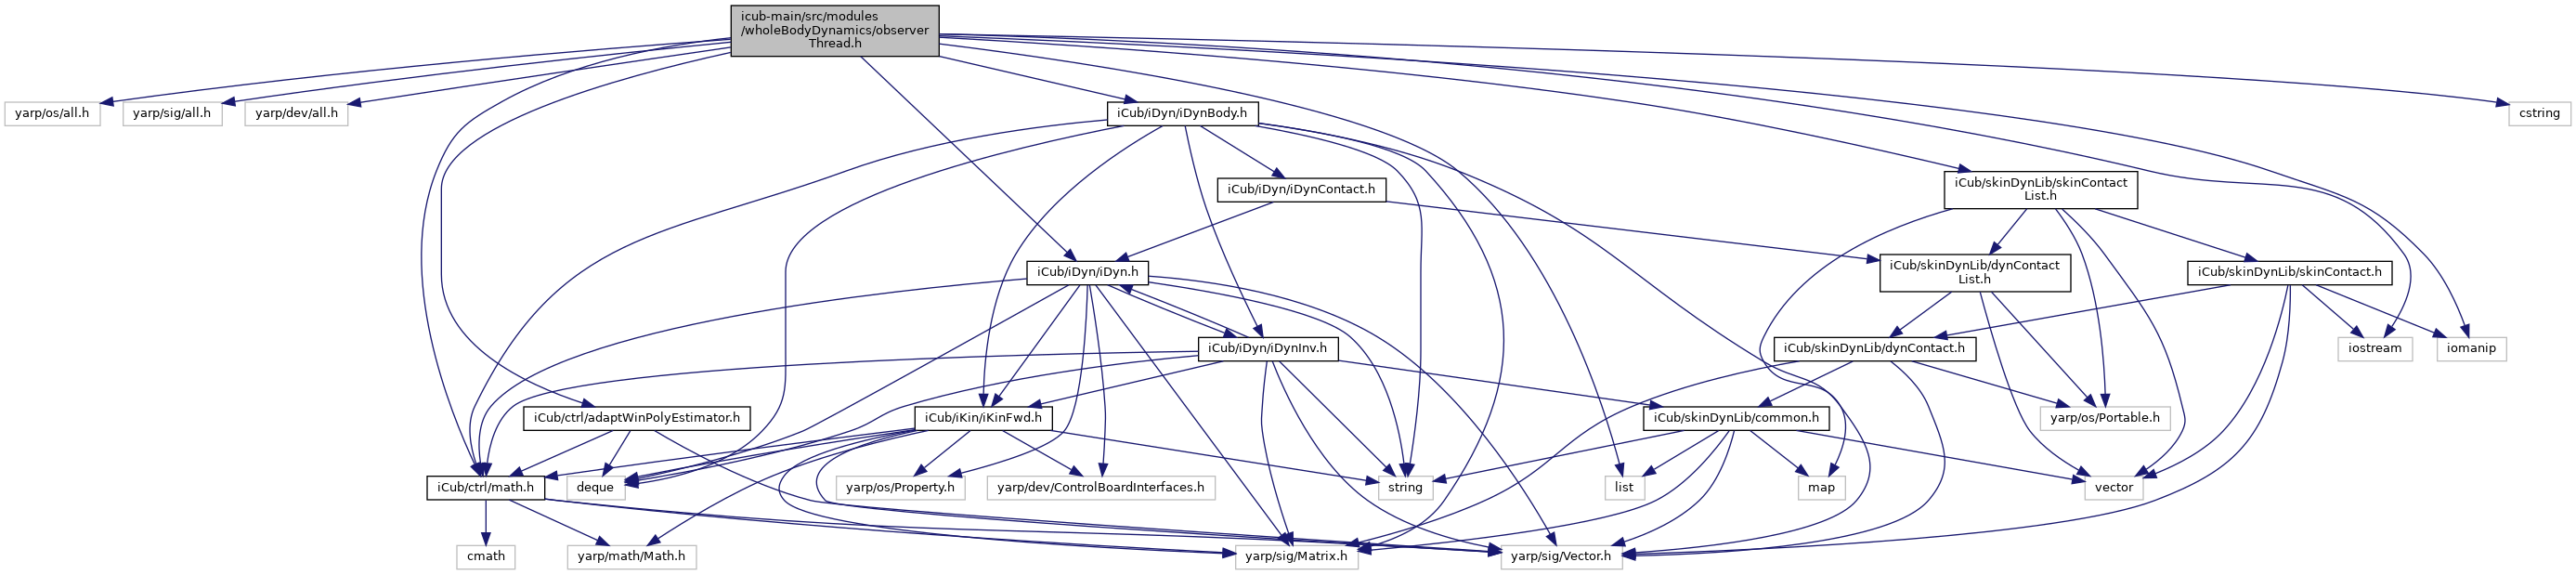 icub-main/src/modules
/wholeBodyDynamics/observer
Thread.h
yarp/os/all.h
yarp/sig/all.h
yarp/dev/all.h
iCub/iDyn/iDynBody.h
cstring
iCub/iDyn/iDynContact.h
iCub/skinDynLib/skinContact
List.h
iCub/iDyn/iDyn.h
iCub/skinDynLib/dynContact
List.h
iCub/skinDynLib/skinContact.h
iCub/iDyn/iDynInv.h
iCub/skinDynLib/dynContact.h
iostream
iomanip
iCub/ctrl/adaptWinPolyEstimator.h
iCub/iKin/iKinFwd.h
iCub/skinDynLib/common.h
yarp/os/Portable.h
iCub/ctrl/math.h
deque
yarp/os/Property.h
yarp/dev/ControlBoardInterfaces.h
string
list
map
vector
cmath
yarp/math/Math.h
yarp/sig/Matrix.h
yarp/sig/Vector.h